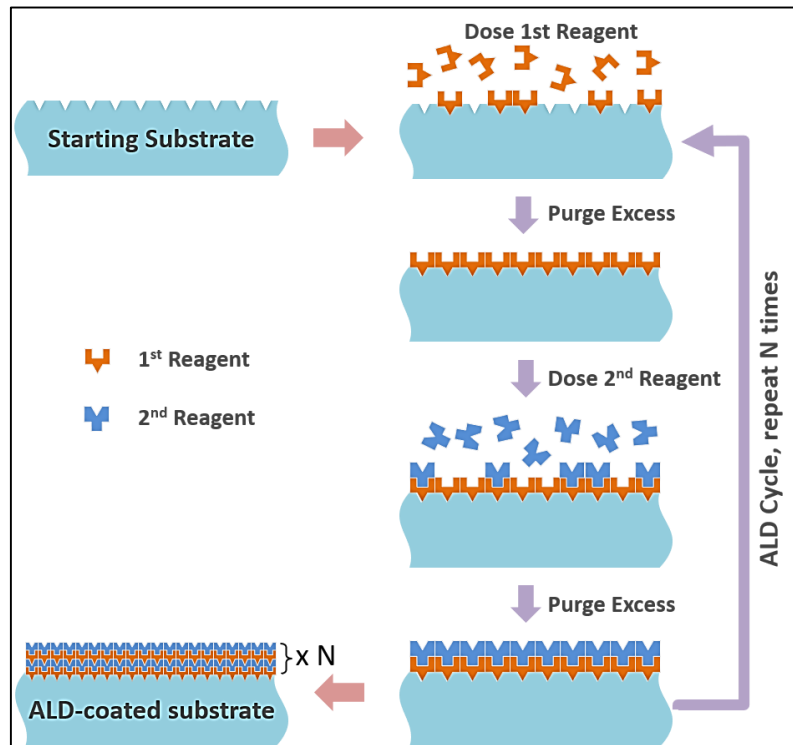 Dose 1st Reagent
Starting Substrate
Purge Excess
1st Reagent
2nd Reagent
Dose 2nd Reagent
ALD Cycle, repeat N times
Purge Excess
x N
ALD-coated substrate